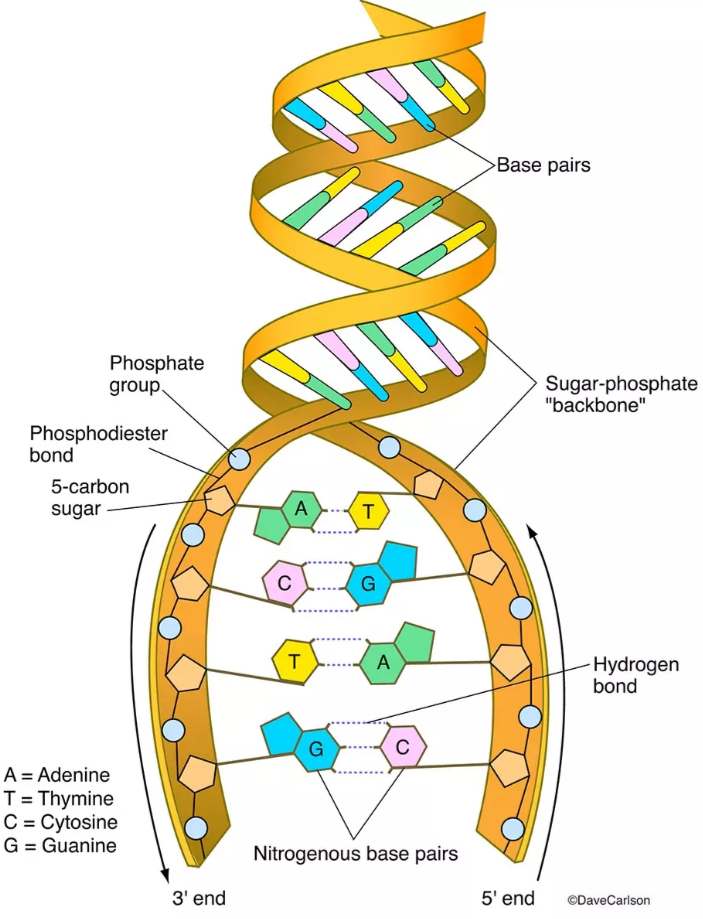 Base pairs
Phosphate
group
Sugar-phosphate
"backbone"
Phosphodiester
bond
5-carbon
sugar
A
T
C
G
T
A
Hydrogen
bond
G
C
A = Adenine
T = Thymine
C = Cytosine
G = Guanine
Nitrogenous base pairs
3' end
5' end
©DaveCarlson